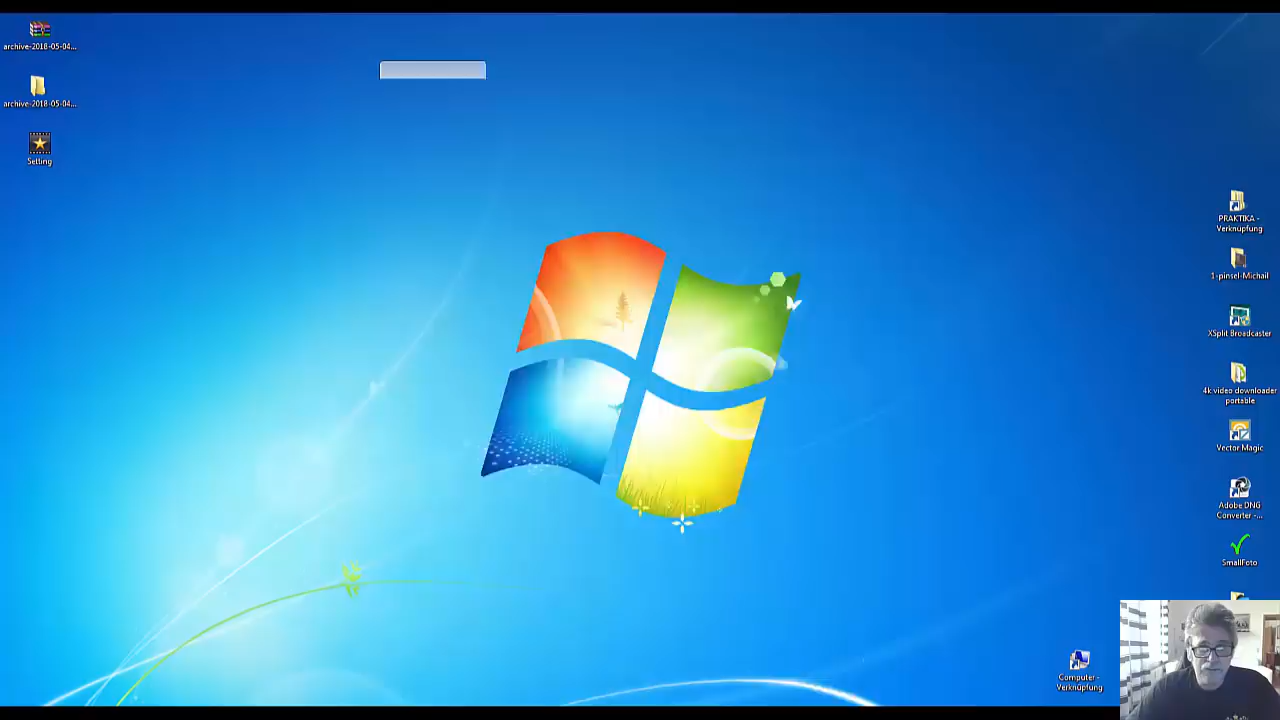 archive-2018-05-04...
archive-2018-05-04...
Setting
PRAKTIKA -
Verknüpfung
1-pinsel-Michail
XSplit Broadcaster
4k video downloader
portable
Vector Magic
Adobe DNG
Converter -...
SmallFoto
Computer -
Verknüpfung